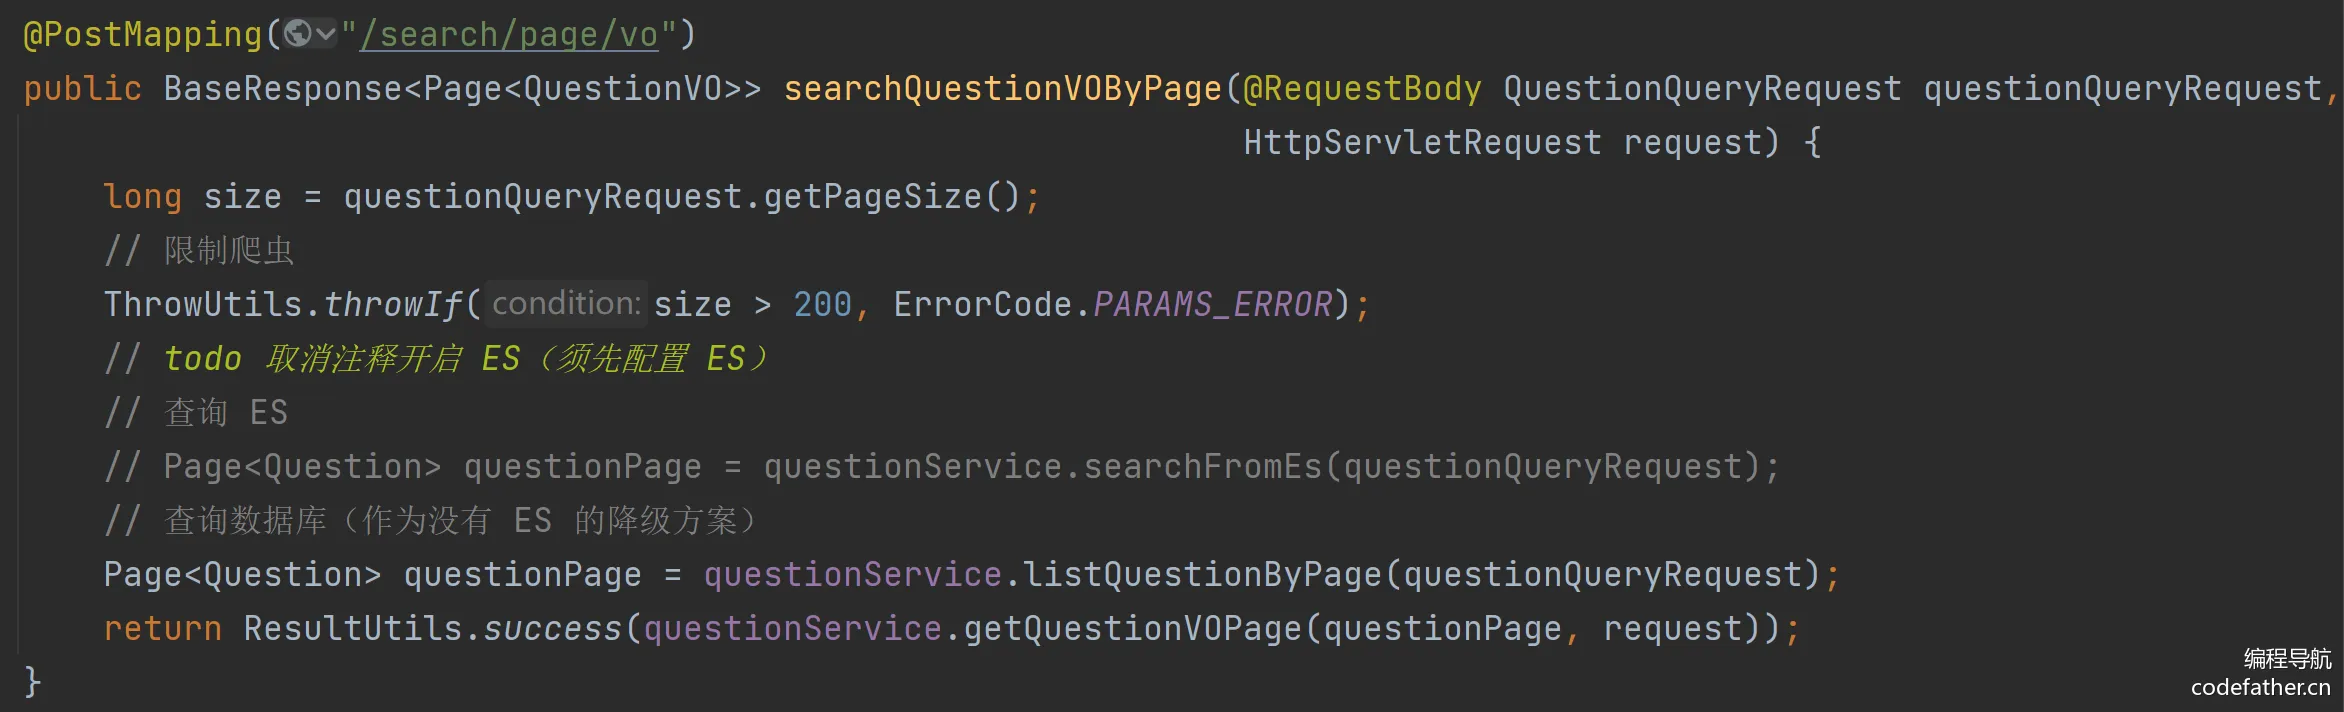 @PostMapping("/search/page/vo")
public BaseResponse<Page<QuestionVO>> searchQuestionVOByPage(@RequestBody QuestionQueryRequest questionQueryRequest,
HttpServletRequest request) {
long size = questionQueryRequest.getPageSize();
// 限制爬虫
ThrowUtils.throwIf( condition: size > 200, ErrorCode.PARAMS_ERROR);
// todo 取消注释开启 ES（须先配置 ES）
// 查询 ES
// Page<Question> questionPage = questionService.searchFromEs(questionQueryRequest);
// 查询数据库（作为没有 ES 的降级方案）
Page<Question> questionPage = questionService.listQuestionByPage(questionQueryRequest);
return ResultUtils.success(questionService.getQuestionVOPage(questionPage, request));
}
编程导航
codefather.cn